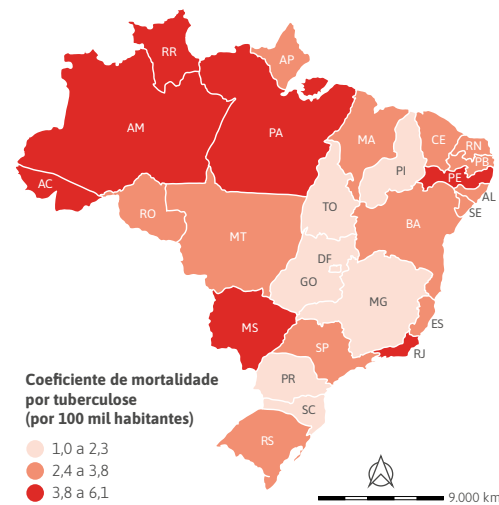 RR
AP
AM
PA
MA
CE
RN
PB
PE
PI
AC
AL
SE
TO
RO
BA
MT
DF
GO
MG
MS
ES
SP
RJ
PR
SC
RS
Coeficiente de mortalidade
por tuberculose
(por 100 mil habitantes)
1,0 a 2,3
2,4 a 3,8
3,8 a 6,1
9.000 km